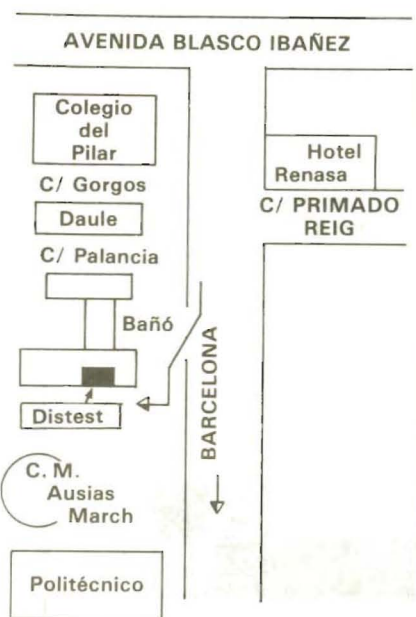 AVENIDA BLASCO IBAÑEZ
Colegio
del
Pilar
Hotel
Renasa
C/ Gorgos
C/ PRIMADO
REIG
Daule
C/ Palancia
Bañó
BARCELONA
Distest
C. M.
Ausias
March
Politécnico